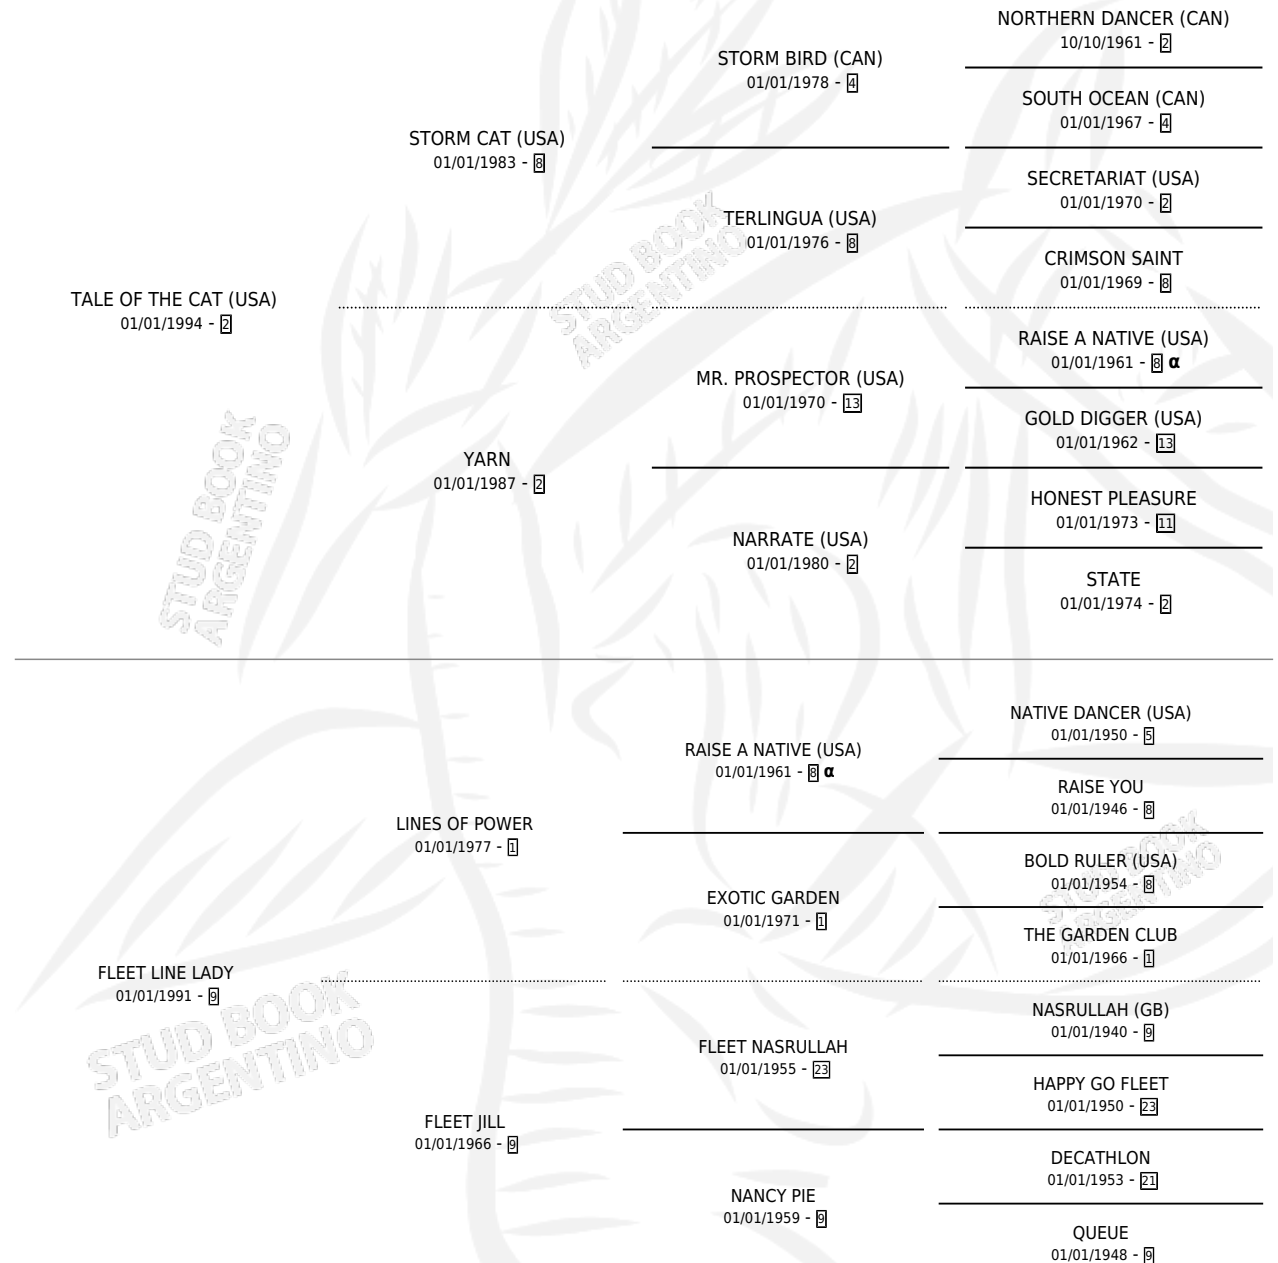 NORTHERN DANCER (CAN)
10/10/1961 - 2
STORM BIRD (CAN)
01/01/1978 - 4
SOUTH OCEAN (CAN)
01/01/1967 - 4
STORM CAT (USA)
01/01/1983 - 8
SECRETARIAT (USA)
01/01/1970 - 2
TERLINGUA (USA)
01/01/1976 - 8
CRIMSON SAINT
01/01/1969 - 8
TALE OF THE CAT (USA)
01/01/1994 - 2
RAISE A NATIVE (USA)
01/01/1961 - 8 α
MR. PROSPECTOR (USA)
01/01/1970 - 13
GOLD DIGGER (USA)
01/01/1962 - 13
YARN
01/01/1987 - 2
HONEST PLEASURE
01/01/1973 - 11
NARRATE (USA)
01/01/1980 - 2
STATE
01/01/1974 - 2
NATIVE DANCER (USA)
01/01/1950 - 5
RAISE A NATIVE (USA)
01/01/1961 - 8 α
RAISE YOU
01/01/1946 - 8
LINES OF POWER
01/01/1977 - 1
BOLD RULER (USA)
01/01/1954 - 8
EXOTIC GARDEN
01/01/1971 - 1
THE GARDEN CLUB
01/01/1966 - 1
FLEET LINE LADY
01/01/1991 - 9
NASRULLAH (GB)
01/01/1940 - 9
FLEET NASRULLAH
01/01/1955 - 23
HAPPY GO FLEET
01/01/1950 - 23
FLEET JILL
01/01/1966 - 9
DECATHLON
01/01/1953 - 21
NANCY PIE
01/01/1959 - 9
QUEUE
01/01/1948 - 9
STUD BOOK
ARGENTINO
STUD BOOK
ARGENTINO
STUD BOOK
ARGENTINO
STUD BOOK
ARGENTINO